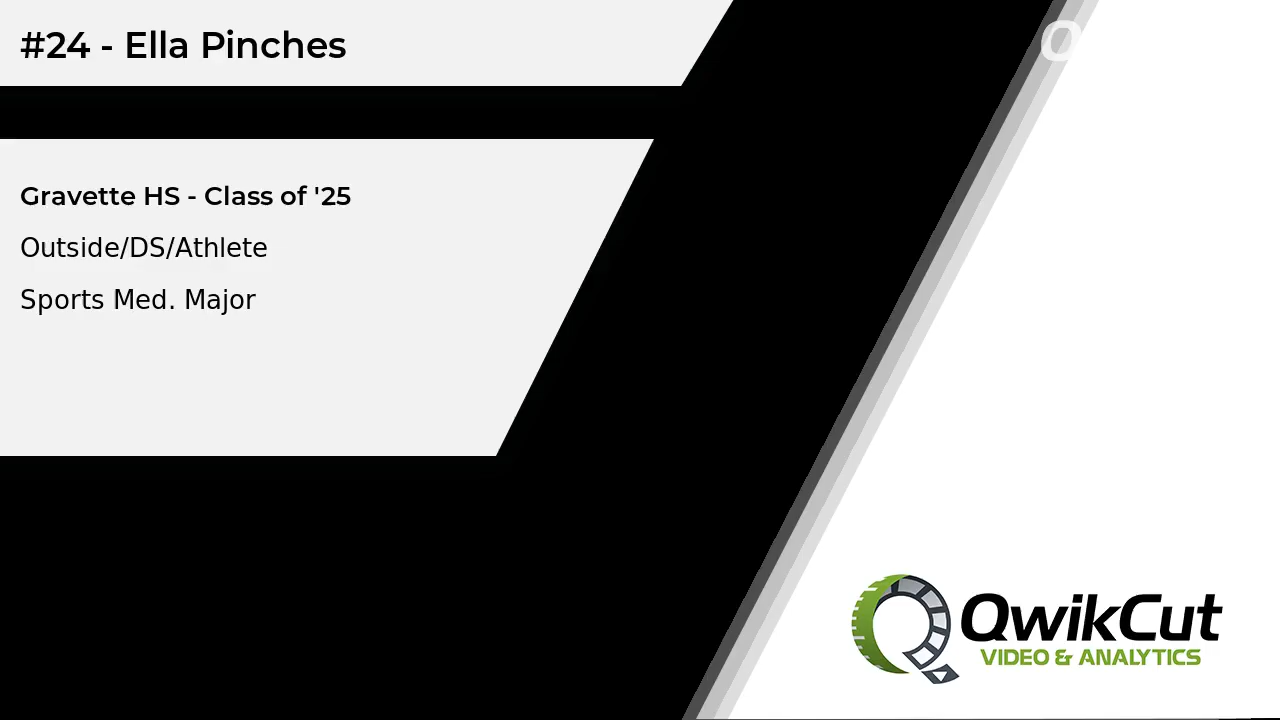 #24 - Ella Pinches
Gravette HS - Class of '25
Outside/DS/Athlete
Sports Med. Major
QwikCut
VIDEO & ANALYTICS